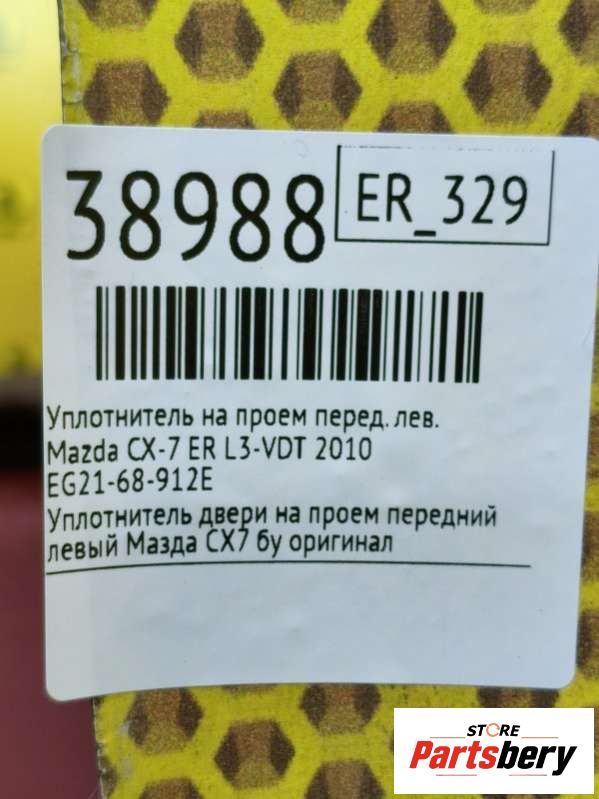 38988
ER_329
Уплотнитель на проем перед. лев.
Mazda CX-7 ER L3-VDT 2010
EG21-68-912E
Уплотнитель двери на проем передний
левый Мазда СХ7 бу оригинал
STORE
Partsbery